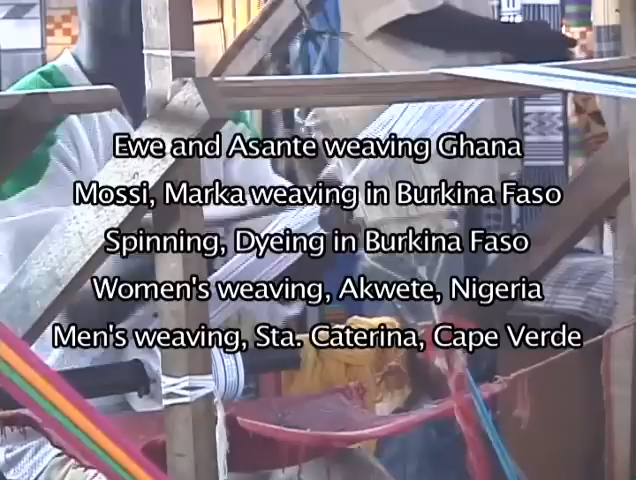 Ewe and Asante weaving Ghana
Mossi, Marka weaving in Burkina Faso
Spinning, Dyeing in Burkina Faso
Women's weaving, Akwete, Nigeria
Men's weaving, Sta. Caterina, Cape Verde